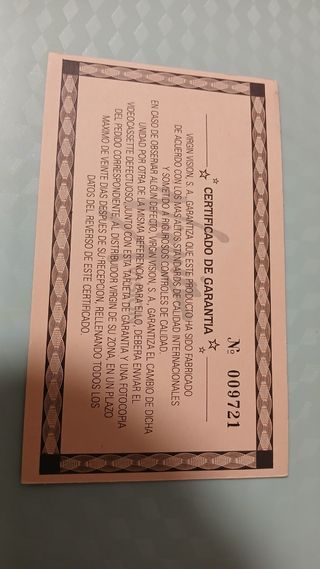 Nº 009721
CERTIFICADO DE GARANTIA
VIRGIN VISION, S. A., GARANTIZA QUE ESTE PRODUCTO HA SIDO FABRICADO
DE ACUERDO CON LOS MAS ALTOS STANDARDS DE CALIDAD INTERNACIONALES
Y SOMETIDO A RIGUROSOS CONTROLES DE CALIDAD.
EN CASO DE OBSERVAR ALGUN DEFECTO, VIRGIN VISION, S. A., GARANTIZA EL CAMBIO DE DICHA
UNIDAD POR OTRA DE LA MISMA REFERENCIA, PARA ELLO, DEBERA ENVIAR EL
VIDEOCASSETTE DEFECTUOSO, JUNTO CON ESTA TARJETA DE GARANTIA Y UNA FOTOCOPIA
DEL PEDIDO CORRESPONDIENTE, AL DISTRIBUIDOR VIRGIN DE SU ZONA, EN UN PLAZO
MAXIMO DE VEINTE DIAS DESPUES DE SU RECEPCION, RELLENANDO TODOS LOS
DATOS DEL REVERSO DE ESTE CERTIFICADO.